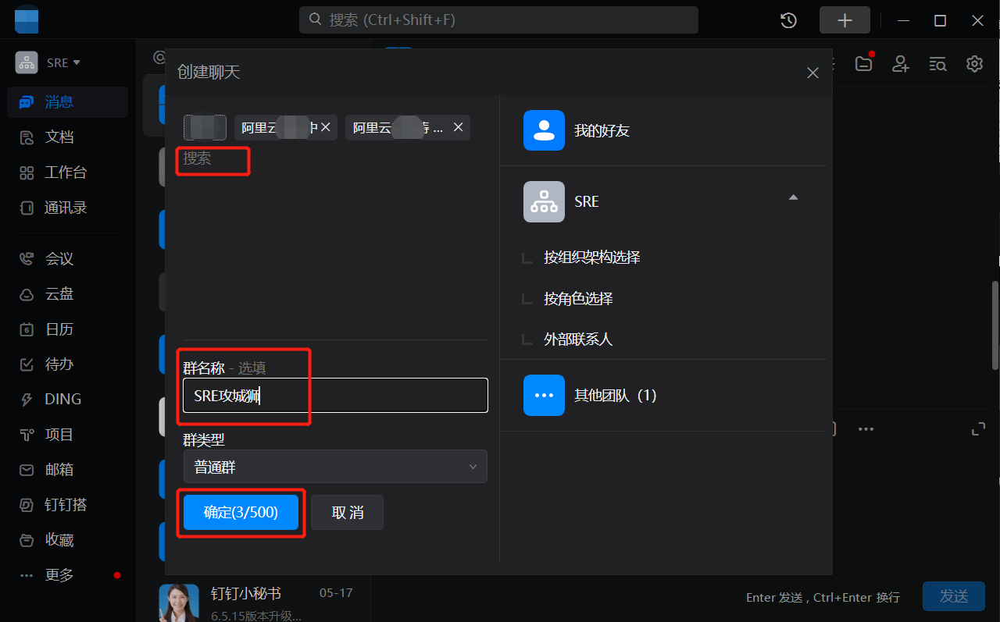 搜索 (Ctrl+Shift+F)
SRE
消息
文档
工作台
通讯录
会议
云盘
6
日历
待办
DING
项目
邮箱
钉钉搭
收藏
更多
@
创建聊天
阿里云 中
阿里云 ...
搜索
群名称 - 选填
SRE攻城狮
群类型
普通群
确定(3/500)
取消
我的好友
SRE
按组织架构选择
按角色选择
外部联系人
其他团队（1）
钉钉小秘书
05-17
6.5.15版本升级...
Enter 发送 , Ctrl+Enter 换行
发送